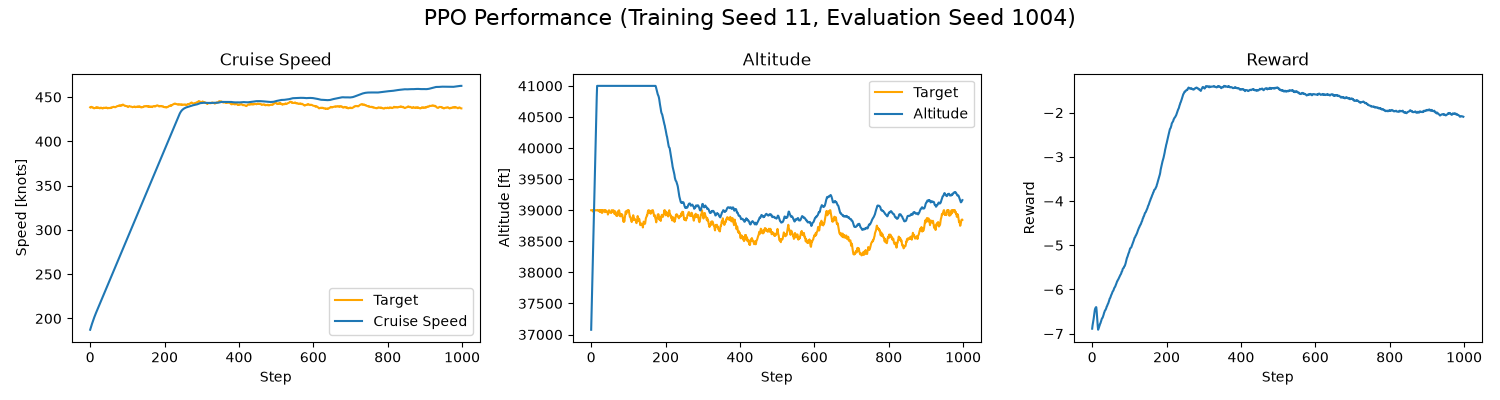 PPO Performance (Training Seed 11, Evaluation Seed 1004)
Cruise Speed
Speed [knots]
450
400
350
300
250
200
0 200 400 600 800 1000
Step
Target
Cruise Speed
Altitude
Altitude [ft]
41000
40500
40000
39500
39000
38500
38000
37500
37000
0 200 400 600 800 1000
Step
Target
Altitude
Reward
Reward
−2
−3
−4
−5
−6
−7
0 200 400 600 800 1000
Step